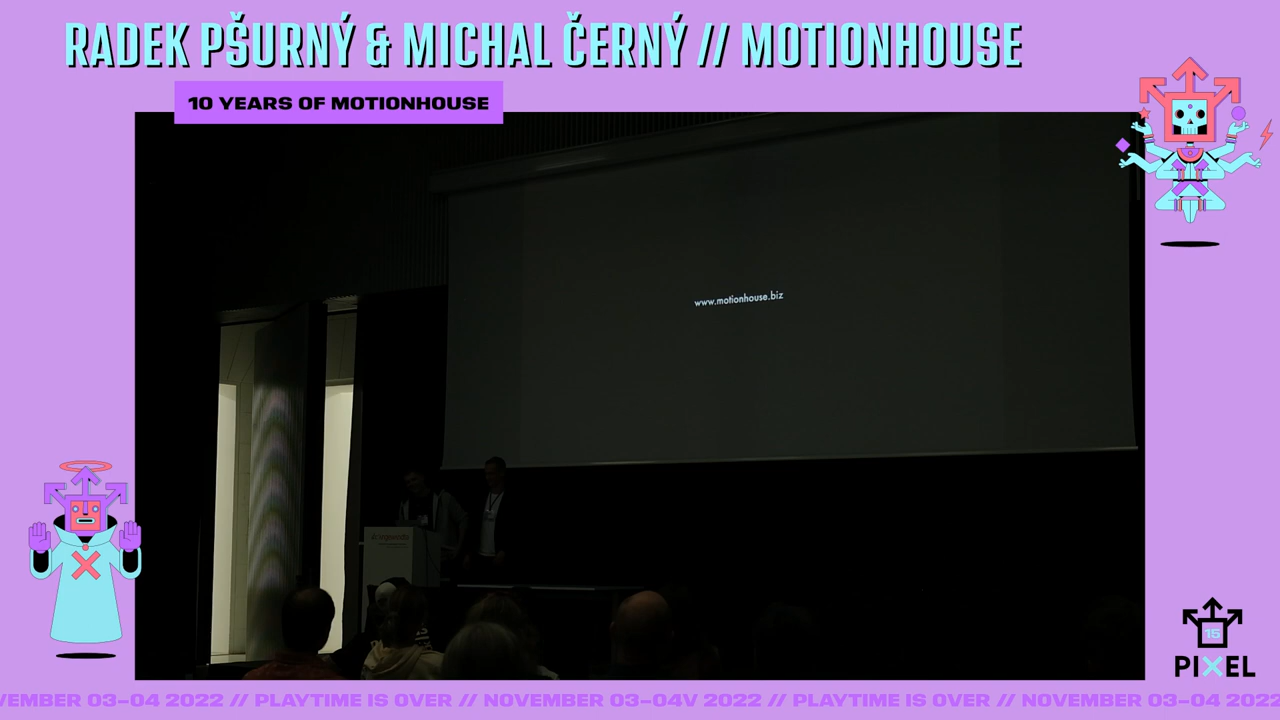 RADEK PŠURNÝ & MICHAL ČERNÝ // MOTIONHOUSE
10 YEARS OF MOTIONHOUSE
www.motionhouse.biz
15
PIXEL
VEMBER 03-04 2022 // PLAYTIME IS OVER // NOVEMBER 03-04V 2022 // PLAYTIME IS OVER // NOVEMBER 03-04 2022